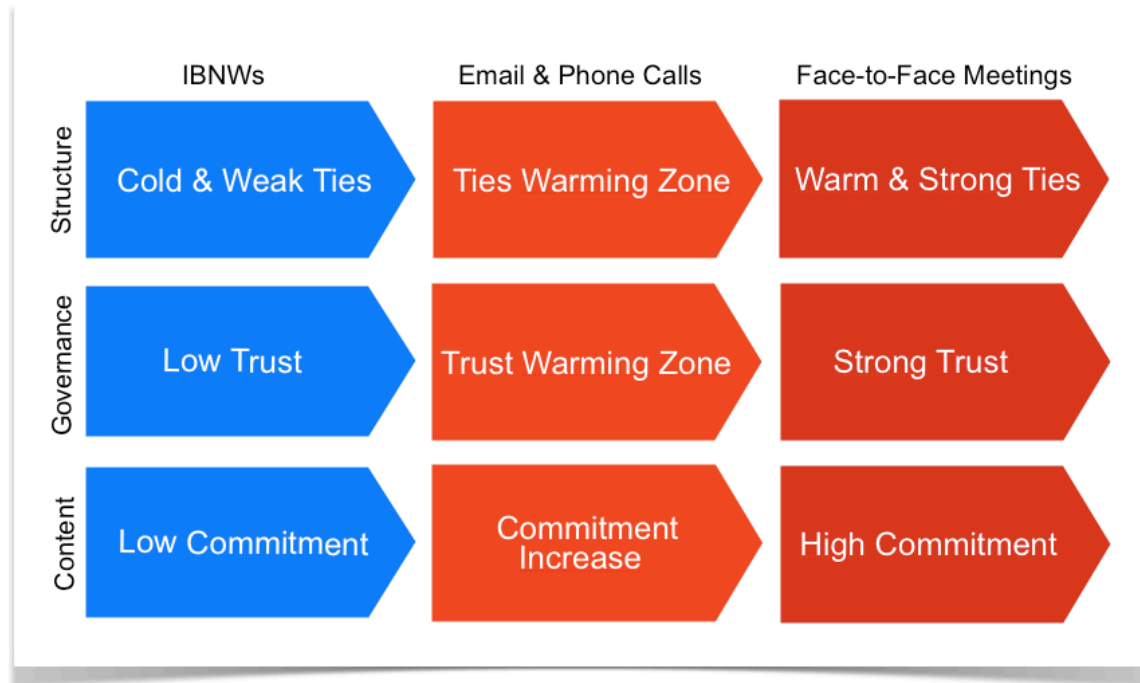 IBNWs
Email & Phone Calls
Face-to-Face Meetings
Structure
Cold & Weak Ties
Ties Warming Zone
Warm & Strong Ties
Governance
Low Trust
Trust Warming Zone
Strong Trust
Content
Low Commitment
Commitment
Increase
High Commitment